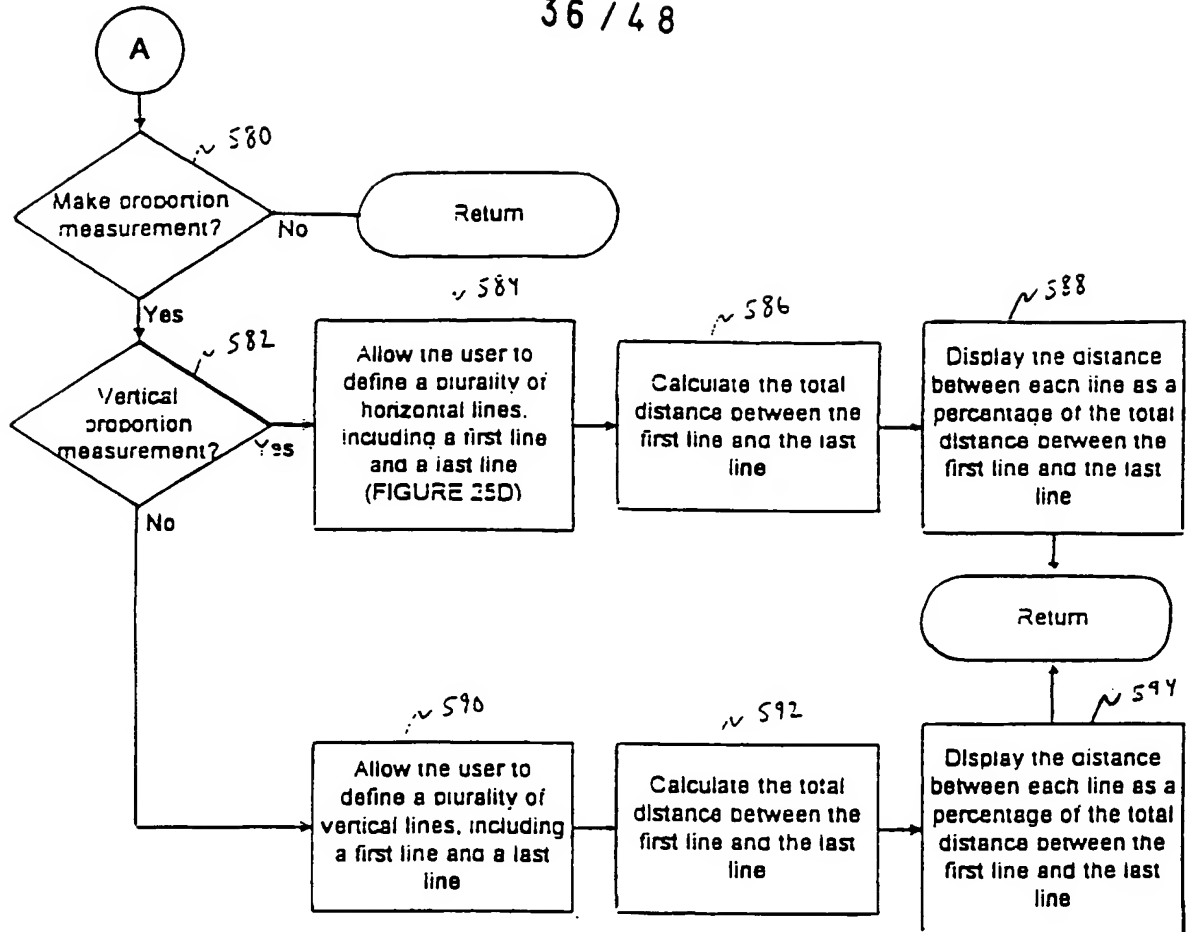 36/48
A
580
Make proportion
measurement?
No
Return
Yes
582
Vertical
proportion
measurement?
Yes
584
Allow the user to
define a plurality of
horizontal lines,
including a first line
and a last line
(FIGURE 25D)
586
Calculate the total
distance between the
first line and the last
line
588
Display the distance
between each line as a
percentage of the total
distance between the
first line and the last
line
Return
No
590
Allow the user to
define a plurality of
vertical lines, including
a first line and a last
line
592
Calculate the total
distance between the
first line and the last
line
594
Display the distance
between each line as a
percentage of the total
distance between the
first line and the last
line